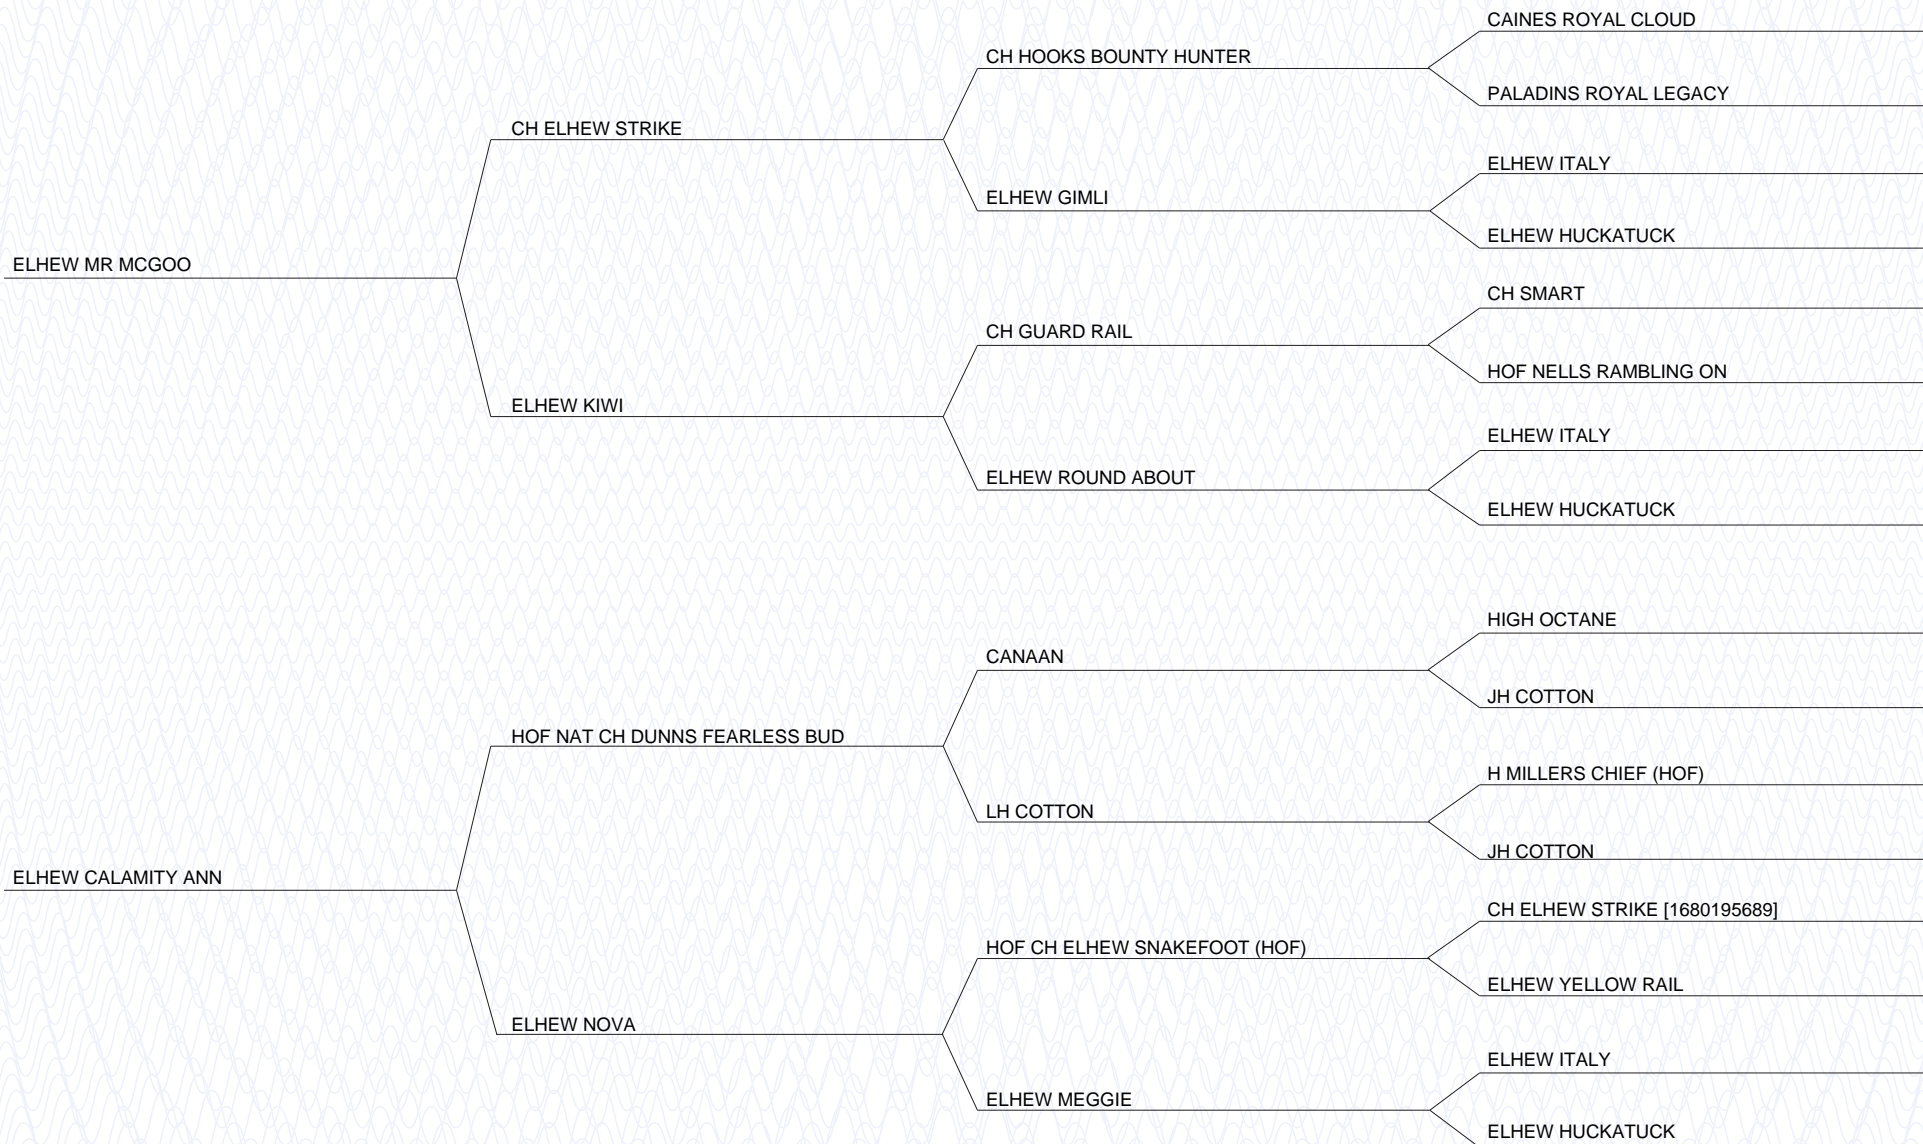 CAINES ROYAL CLOUD
CH HOOKS BOUNTY HUNTER
PALADINS ROYAL LEGACY
CH ELHEW STRIKE
ELHEW ITALY
ELHEW GIMLI
ELHEW HUCKATUCK
ELHEW MR MCGOO
CH SMART
CH GUARD RAIL
HOF NELLS RAMBLING ON
ELHEW KIWI
ELHEW ITALY
ELHEW ROUND ABOUT
ELHEW HUCKATUCK
HIGH OCTANE
CANAAN
JH COTTON
HOF NAT CH DUNNS FEARLESS BUD
H MILLERS CHIEF (HOF)
LH COTTON
JH COTTON
ELHEW CALAMITY ANN
CH ELHEW STRIKE [1680195689]
HOF CH ELHEW SNAKEFOOT (HOF)
ELHEW YELLOW RAIL
ELHEW NOVA
ELHEW ITALY
ELHEW MEGGIE
ELHEW HUCKATUCK